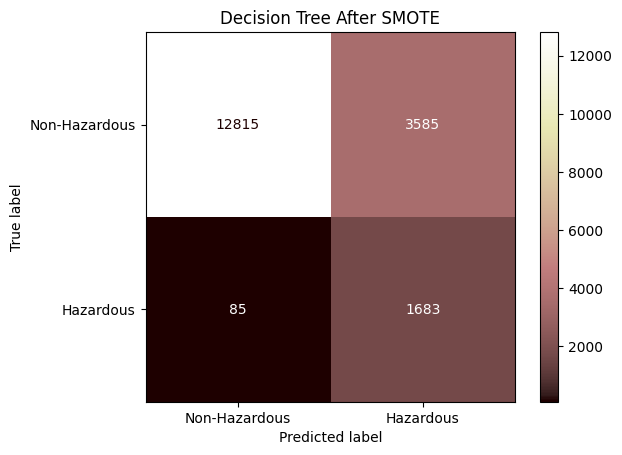 Decision Tree After SMOTE
True label
Non-Hazardous
Hazardous
12815
3585
85
1683
Non-Hazardous
Hazardous
Predicted label
12000
10000
8000
6000
4000
2000